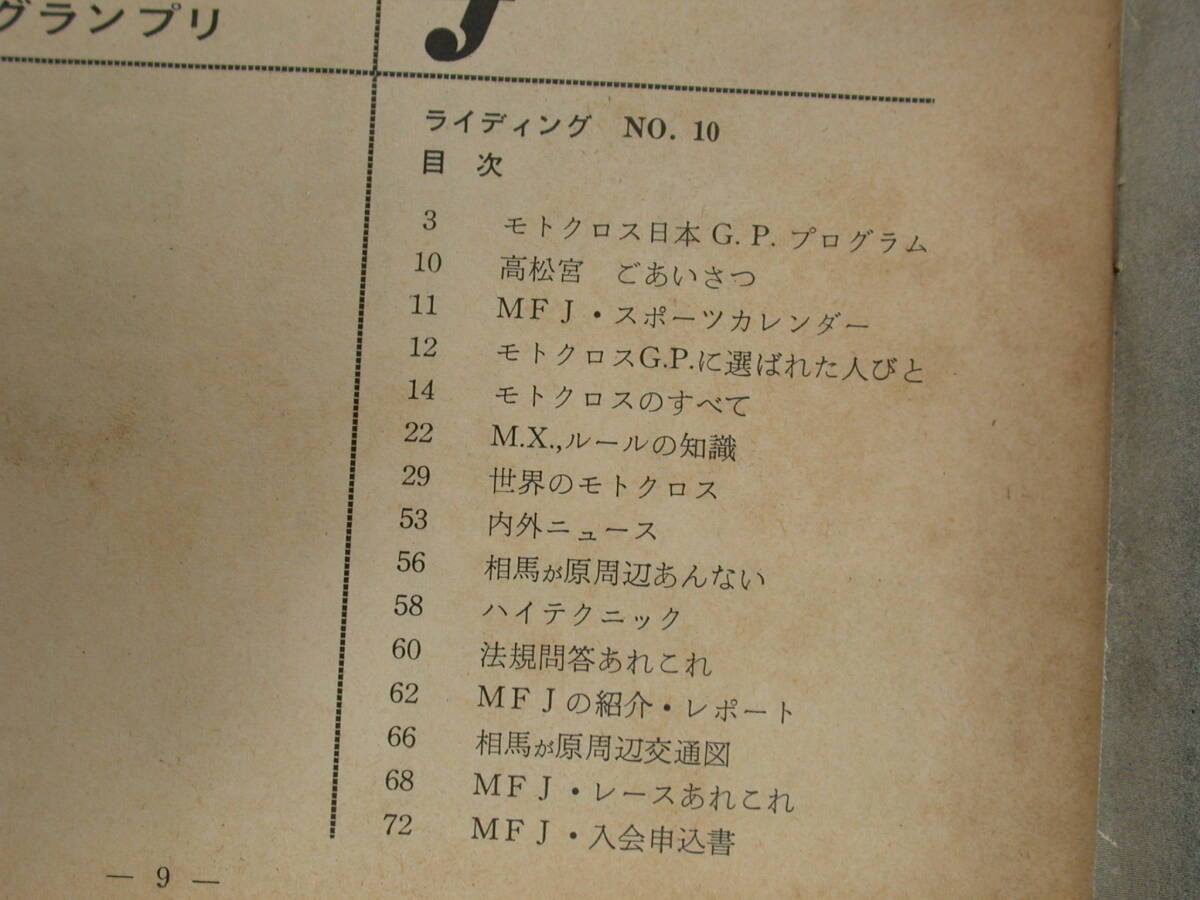 グランプリ
J
ライディング NO. 10
目 次
3 モトクロス日本 G. P. プログラム
10 高松宮 ごあいさつ
11 MFJ・スポーツカレンダー
12 モトクロスG.P.に選ばれた人びと
14 モトクロスのすべて
22 M.X.,ルールの知識
29 世界のモトクロス
53 内外ニュース
56 相馬が原周辺あんない
58 ハイテクニック
60 法規問答あれこれ
62 MFJの紹介・レポート
66 相馬が原周辺交通図
68 MFJ・レースあれこれ
72 MFJ・入会申込書
— 9 —